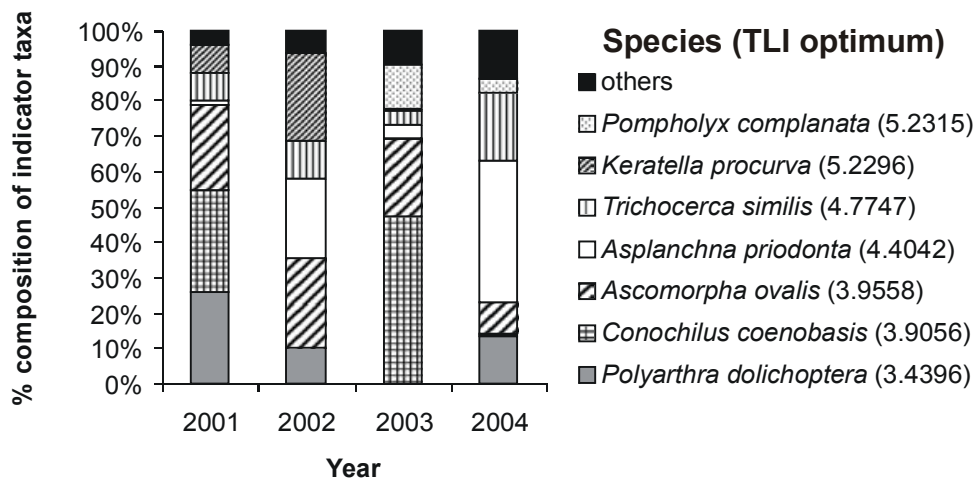 100%
90%
80%
70%
60%
50%
40%
30%
20%
10%
0%
% composition of indicator taxa
2001 2002 2003 2004
Year
Species (TLI optimum)
others
Pompholyx complanata (5.2315)
Keratella procurva (5.2296)
Trichocerca similis (4.7747)
Asplanchna priodonta (4.4042)
Ascomorpha ovalis (3.9558)
Conochilus coenobasis (3.9056)
Polyarthra dolichoptera (3.4396)